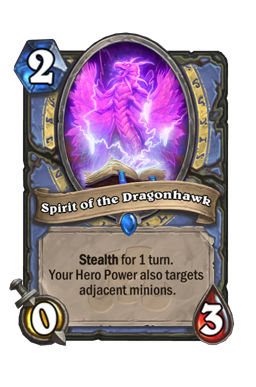 2
Spirit of the Dragonhawk
Stealth for 1 turn.
Your Hero Power also targets
adjacent minions.
0
3